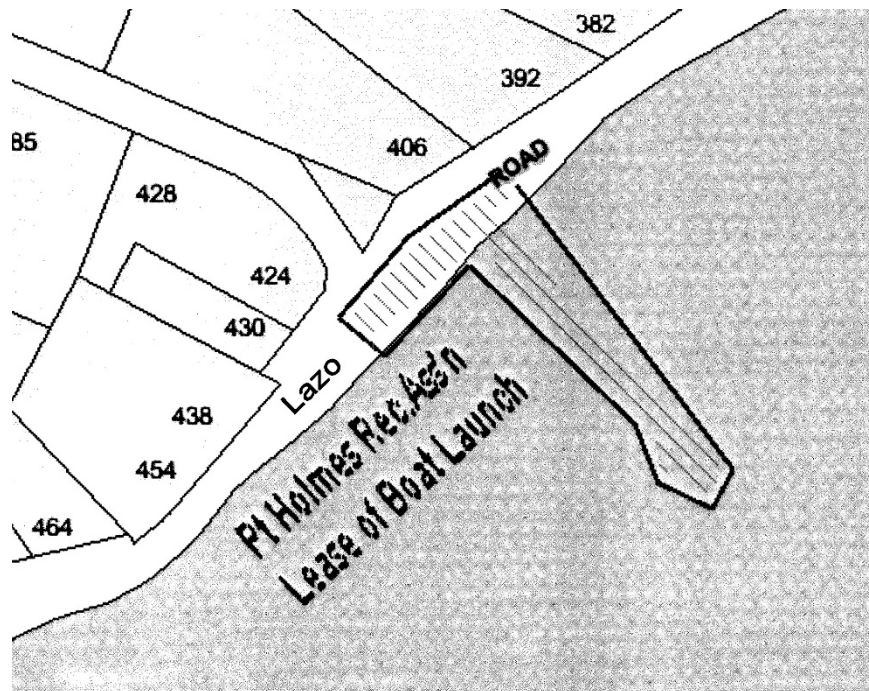 382
392
406
85
ROAD
428
424
430
Lazo
438
454
464
Pt Holmes Rec.Ass'n
Lease of Boat Launch